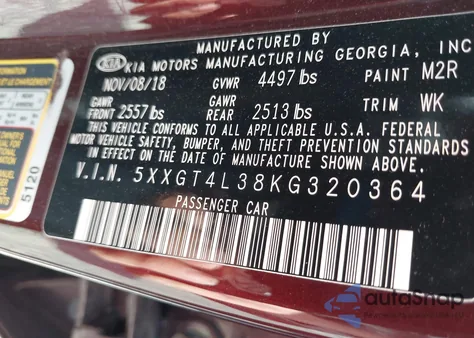 MANUFACTURED BY
KIA KIA MOTORS MANUFACTURING GEORGIA, INC
NOV/08/18 GVWR 4497 lbs PAINT M2R
GAWR FRONT 2557 lbs GAWR REAR 2513 lbs TRIM WK
THIS VEHICLE CONFORMS TO ALL APPLICABLE U.S.A. FEDERAL
MOTOR VEHICLE SAFETY, BUMPER, AND THEFT PREVENTION STANDARDS
IN EFFECT ON THE DATE OF MANUFACTURE SHOWN ABOVE.
V.I.N. 5XXGT4L38KG320364
PASSENGER CAR
5120
autoShop